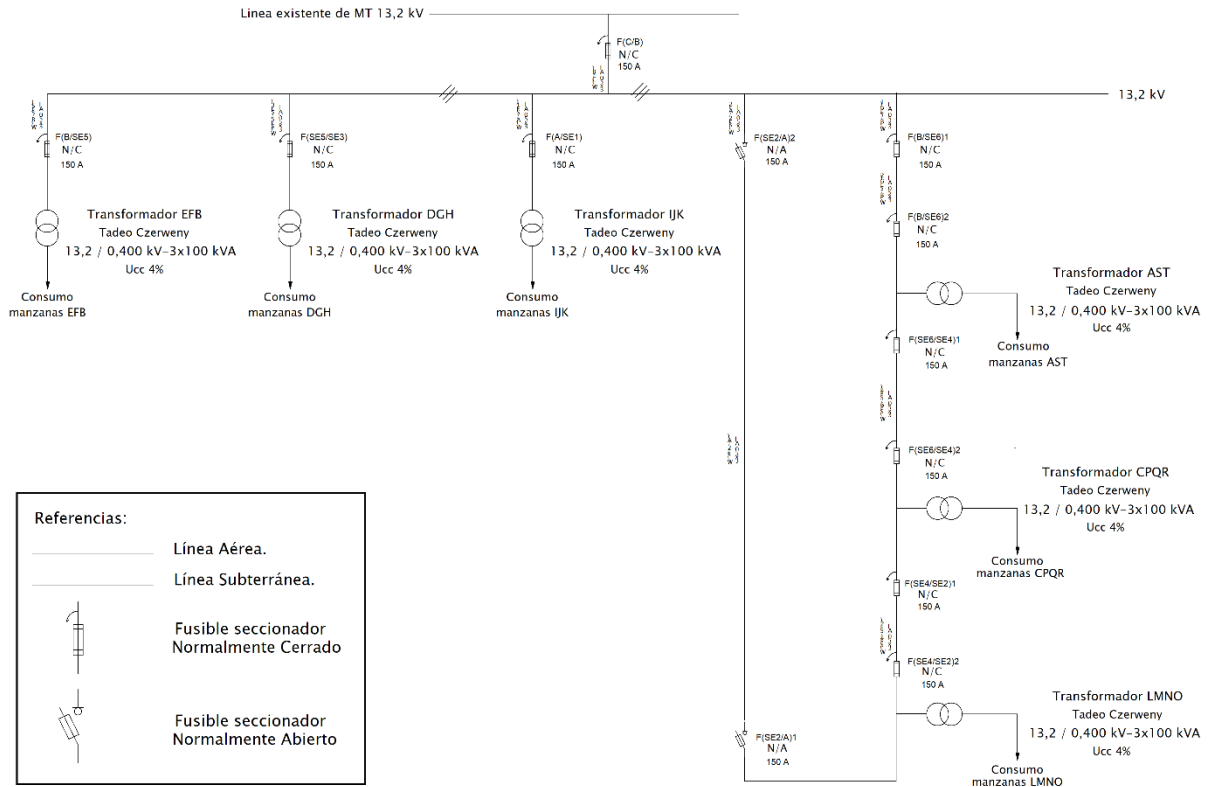 Linea existente de MT 13,2 kV
F(C/B)
N/C
150 A
13,2 kV
F(B/SE5)
N/C
150 A
F(SE5/SE3)
N/C
150 A
F(A/SE1)
N/C
150 A
F(SE2/A)2
N/A
150 A
F(B/SE6)1
N/C
150 A
Transformador EFB
Tadeo Czerweny
13,2 / 0,400 kV-3x100 kVA
Ucc 4%
Transformador DGH
Tadeo Czerweny
13,2 / 0,400 kV-3x100 kVA
Ucc 4%
Transformador IJK
Tadeo Czerweny
13,2 / 0,400 kV-3x100 kVA
Ucc 4%
F(B/SE6)2
N/C
150 A
Consumo
manzanas EFB
Consumo
manzanas DGH
Consumo
manzanas IJK
Transformador AST
Tadeo Czerweny
13,2 / 0,400 kV-3x100 kVA
Ucc 4%
F(SE6/SE4)1
N/C
150 A
Consumo
manzanas AST
F(SE6/SE4)2
N/C
150 A
Transformador CPQR
Tadeo Czerweny
13,2 / 0,400 kV-3x100 kVA
Ucc 4%
Consumo
manzanas CPQR
F(SE4/SE2)1
N/C
150 A
F(SE4/SE2)2
N/C
150 A
Transformador LMNO
Tadeo Czerweny
13,2 / 0,400 kV-3x100 kVA
Ucc 4%
F(SE2/A)1
N/A
150 A
Consumo
manzanas LMNO
Referencias:
Línea Aérea.
Línea Subterránea.
Fusible seccionador
Normalmente Cerrado
Fusible seccionador
Normalmente Abierto